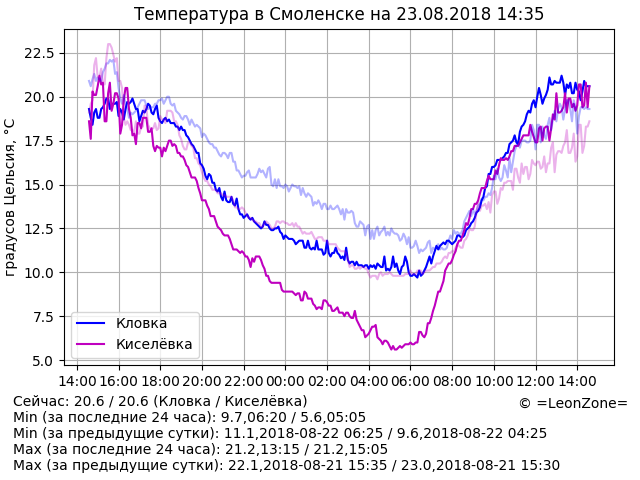 Температура в Смоленске на 23.08.2018 14:35
градусов Цельсия, °C
22.5
20.0
17.5
15.0
12.5
10.0
7.5
5.0
Кловка
Киселёвка
14:00 16:00 18:00 20:00 22:00 00:00 02:00 04:00 06:00 08:00 10:00 12:00 14:00
Сейчас: 20.6 / 20.6 (Кловка / Киселёвка)
© =LeonZone=
Min (за последние 24 часа): 9.7,06:20 / 5.6,05:05
Min (за предыдущие сутки): 11.1,2018-08-22 06:25 / 9.6,2018-08-22 04:25
Max (за последние 24 часа): 21.2,13:15 / 21.2,15:05
Max (за предыдущие сутки): 22.1,2018-08-21 15:35 / 23.0,2018-08-21 15:30